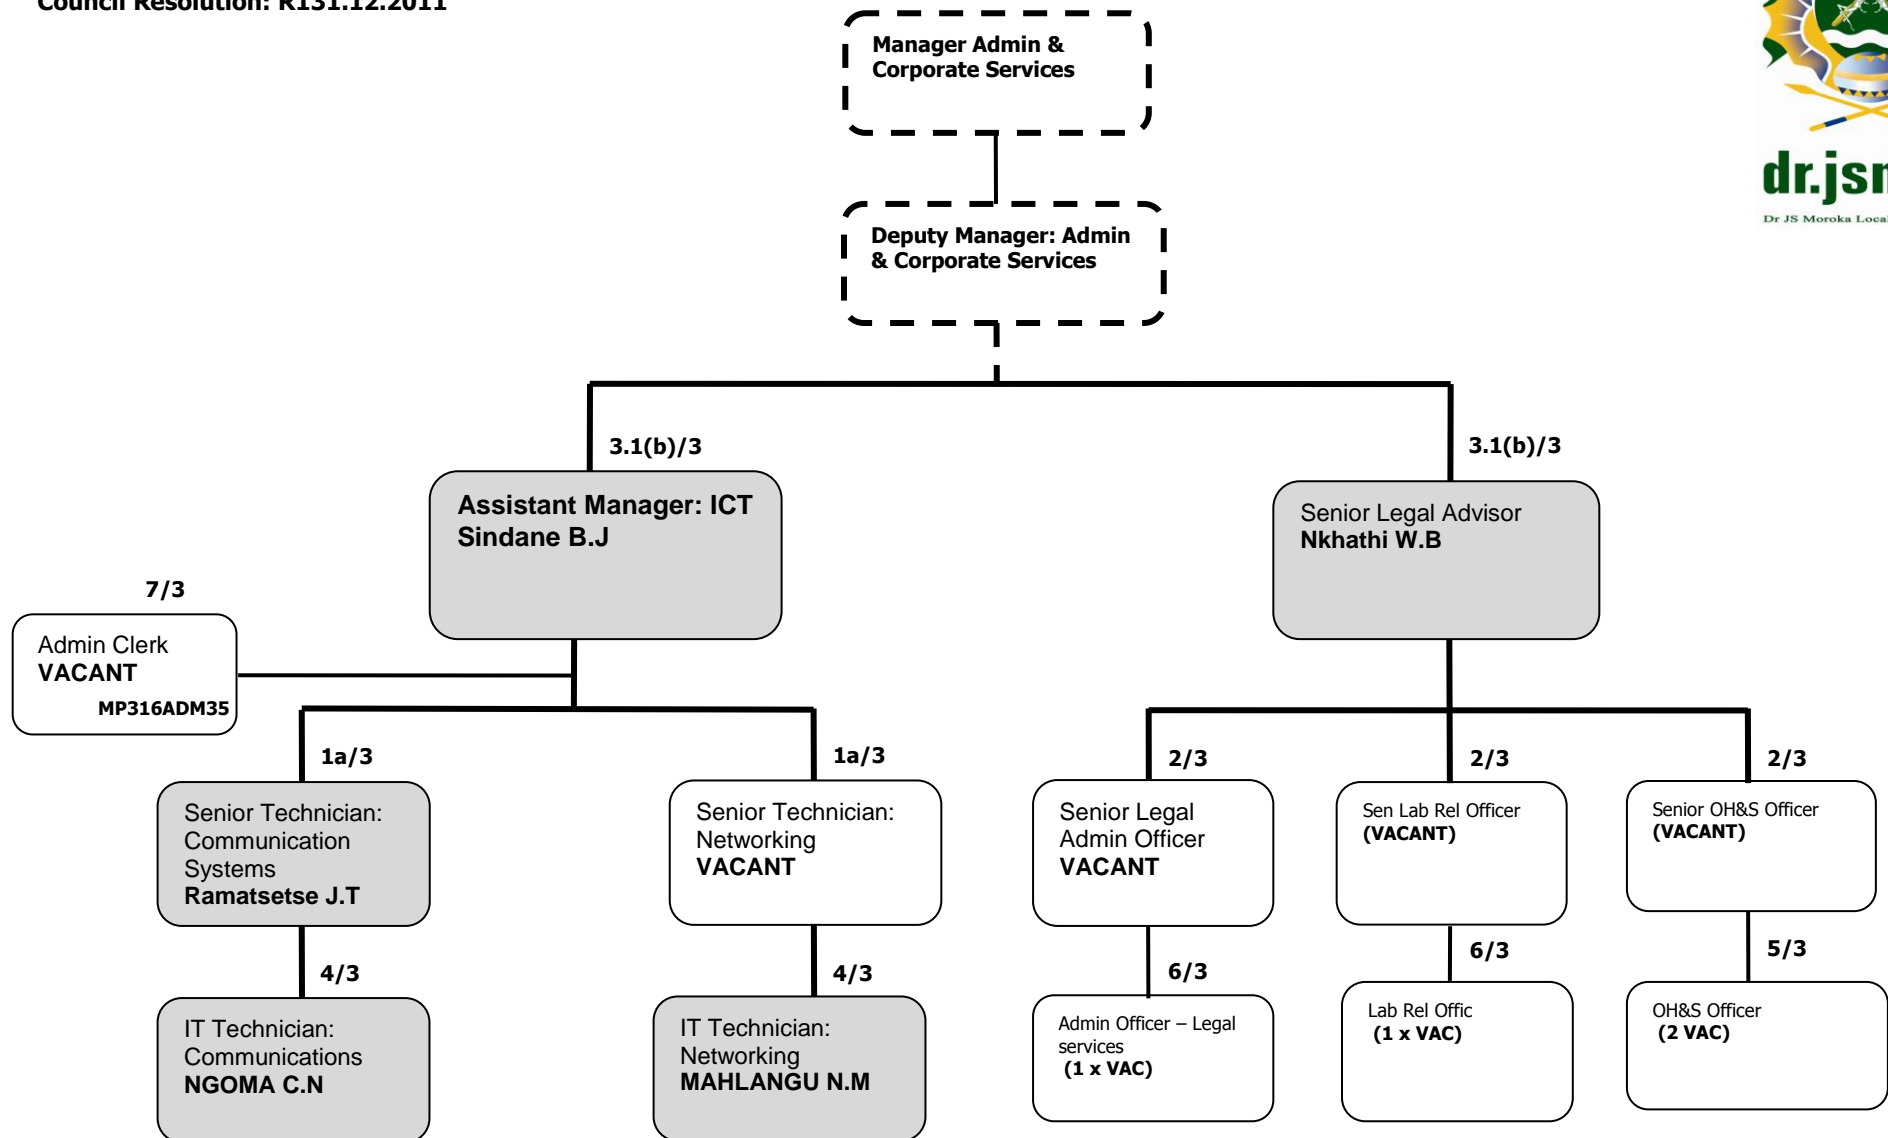 Council Resolution: R131.12.2011
Manager Admin &
Corporate Services
Dr JS Moroka
Deputy Manager: Admin
& Corporate Services
3.1(b)/3
3.1(b)/3
Assistant Manager: ICT
Sindane B.J
Senior Legal Advisor
Nkhathi W.B
7/3
Admin Clerk
VACANT
MP316ADM35
1a/3
1a/3
2/3
2/3
2/3
Senior Technician:
Communication
Systems
Ramatsetse J.T
Senior Technician:
Networking
VACANT
Senior Legal
Admin Officer
VACANT
Sen Lab Rel Officer
(VACANT)
Senior OH&S Officer
(VACANT)
4/3
4/3
6/3
6/3
5/3
IT Technician:
Communications
NGOMA C.N
IT Technician:
Networking
MAHLANGU N.M
Admin Officer – Legal
services
(1 x VAC)
Lab Rel Offic
(1 x VAC)
OH&S Officer
(2 VAC)